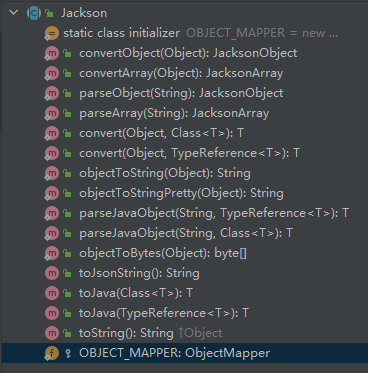 Jackson
static class initializer OBJECT_MAPPER = new ...
convertObject(Object): JacksonObject
convertArray(Object): JacksonArray
parseObject(String): JacksonObject
parseArray(String): JacksonArray
convert(Object, Class<T>): T
convert(Object, TypeReference<T>): T
objectToString(Object): String
objectToStringPretty(Object): String
parseJavaObject(String, TypeReference<T>): T
parseJavaObject(String, Class<T>): T
objectToBytes(Object): byte[]
toJsonString(): String
toJava(Class<T>): T
toJava(TypeReference<T>): T
toString(): String ↑Object
OBJECT_MAPPER: ObjectMapper